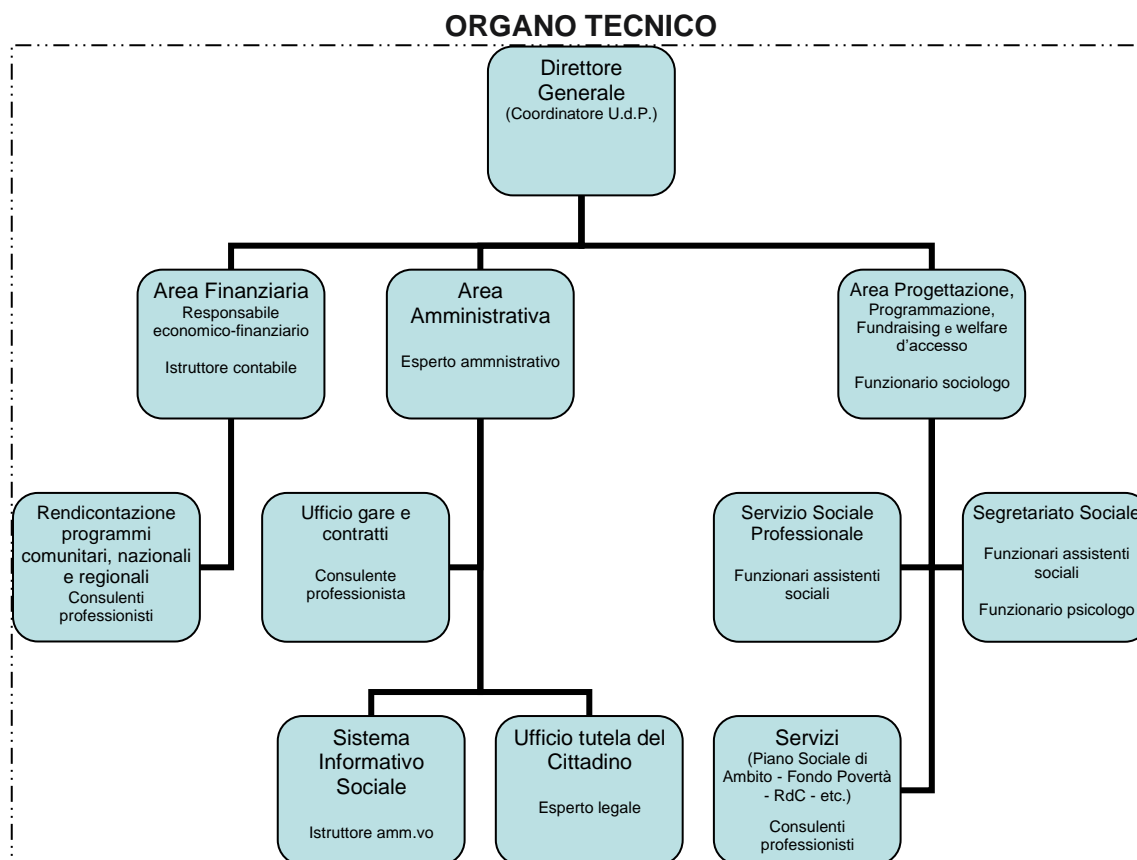 ORGANO TECNICO
Direttore
Generale
(Coordinatore U.d.P.)
Area Finanziaria
Responsabile
economico-finanziario
Istruttore contabile
Area
Amministrativa
Esperto ammnistrativo
Area Progettazione,
Programmazione,
Fundraising e welfare
d'accesso
Funzionario sociologo
Rendicontazione
programmi
comunitari, nazionali
e regionali
Consulenti
professionisti
Ufficio gare e
contratti
Consulente
professionista
Servizio Sociale
Professionale
Funzionari assistenti
sociali
Segretariato Sociale
Funzionari assistenti
sociali
Funzionario psicologo
Sistema
Informativo
Sociale
Istruttore amm.vo
Ufficio tutela del
Cittadino
Esperto legale
Servizi
(Piano Sociale di
Ambito - Fondo Povertà
- RdC - etc.)
Consulenti
professionisti